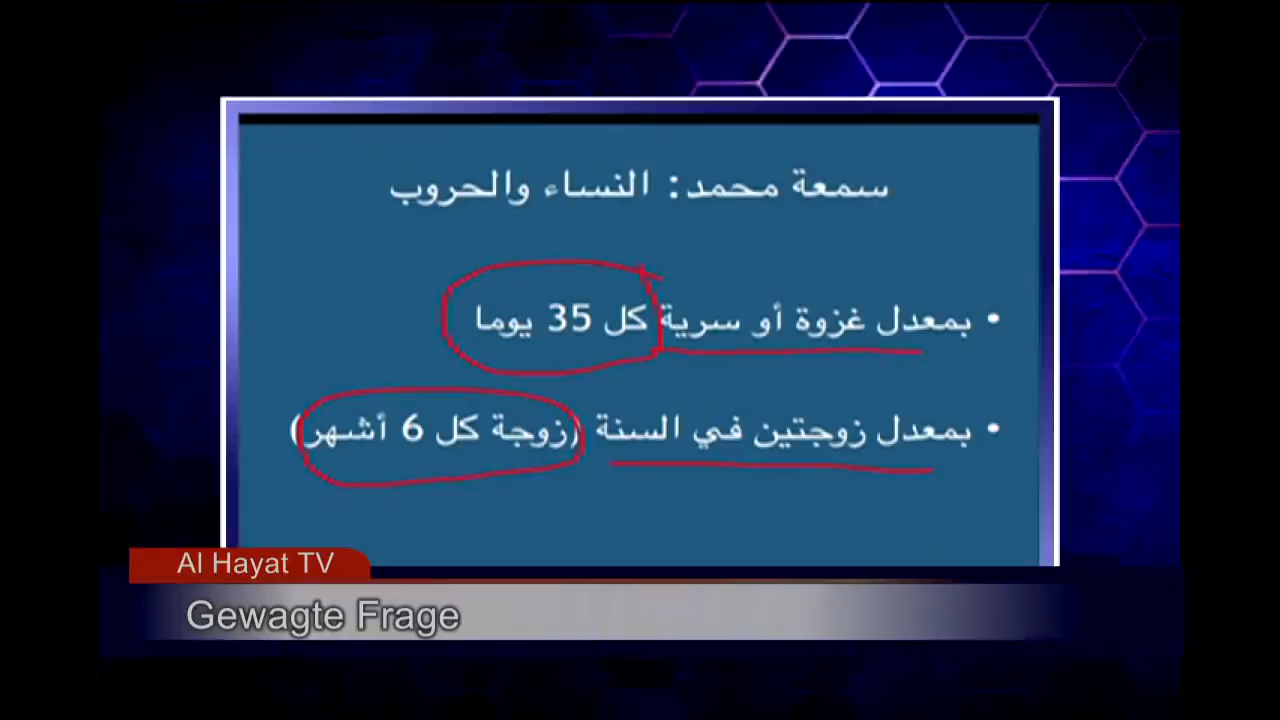 سمعة محمد: النساء والحروب
• بمعدل غزوة أو سرية كل 35 يوما
• بمعدل زوجتين في السنة (زوجة كل 6 أشهر)
Al Hayat TV
Gewagte Frage